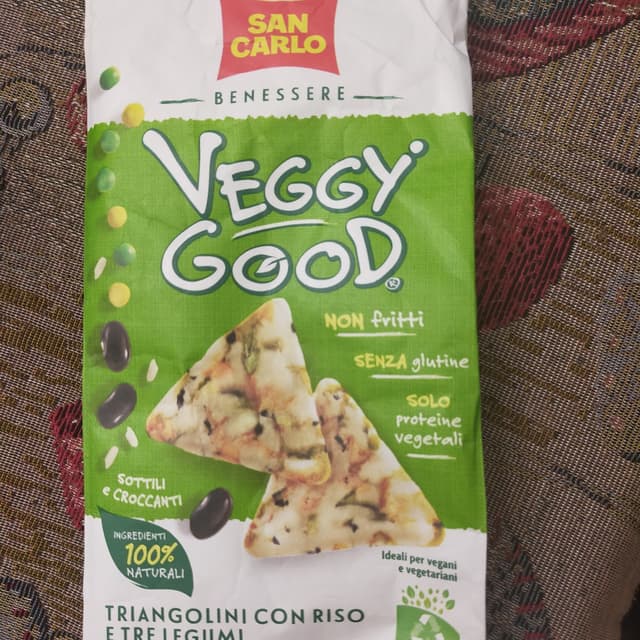 SAN
CARLO
BENESSERE
VEGGY
GOOD
NON fritti
SENZA glutine
SOLO
proteine
vegetali
SOTTILI
e CROCCANTI
INGREDIENTI
100%
NATURALI
Ideali per vegani
e vegetariani
TRIANGOLINI CON RISO
E TRE LEGUMI